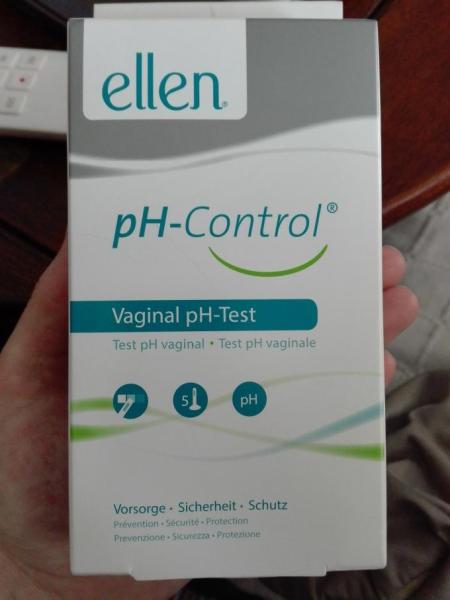 ellen®
pH-Control®
Vaginal pH-Test
Test pH vaginal • Test pH vaginale
5 pH
Vorsorge • Sicherheit • Schutz
Prévention • Sécurité • Protection
Prevenzione • Sicurezza • Protezione